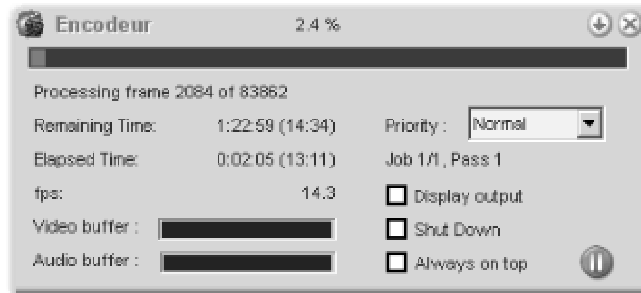 Encodeur 2.4 %
Processing frame 2084 of 83862
Remaining Time: 1:22:59 (14:34) Priority : Normal
Elapsed Time: 0:02:05 (13:11) Job 1/1, Pass 1
fps: 14.3 Display output
Video buffer : Shut Down
Audio buffer : Always on top